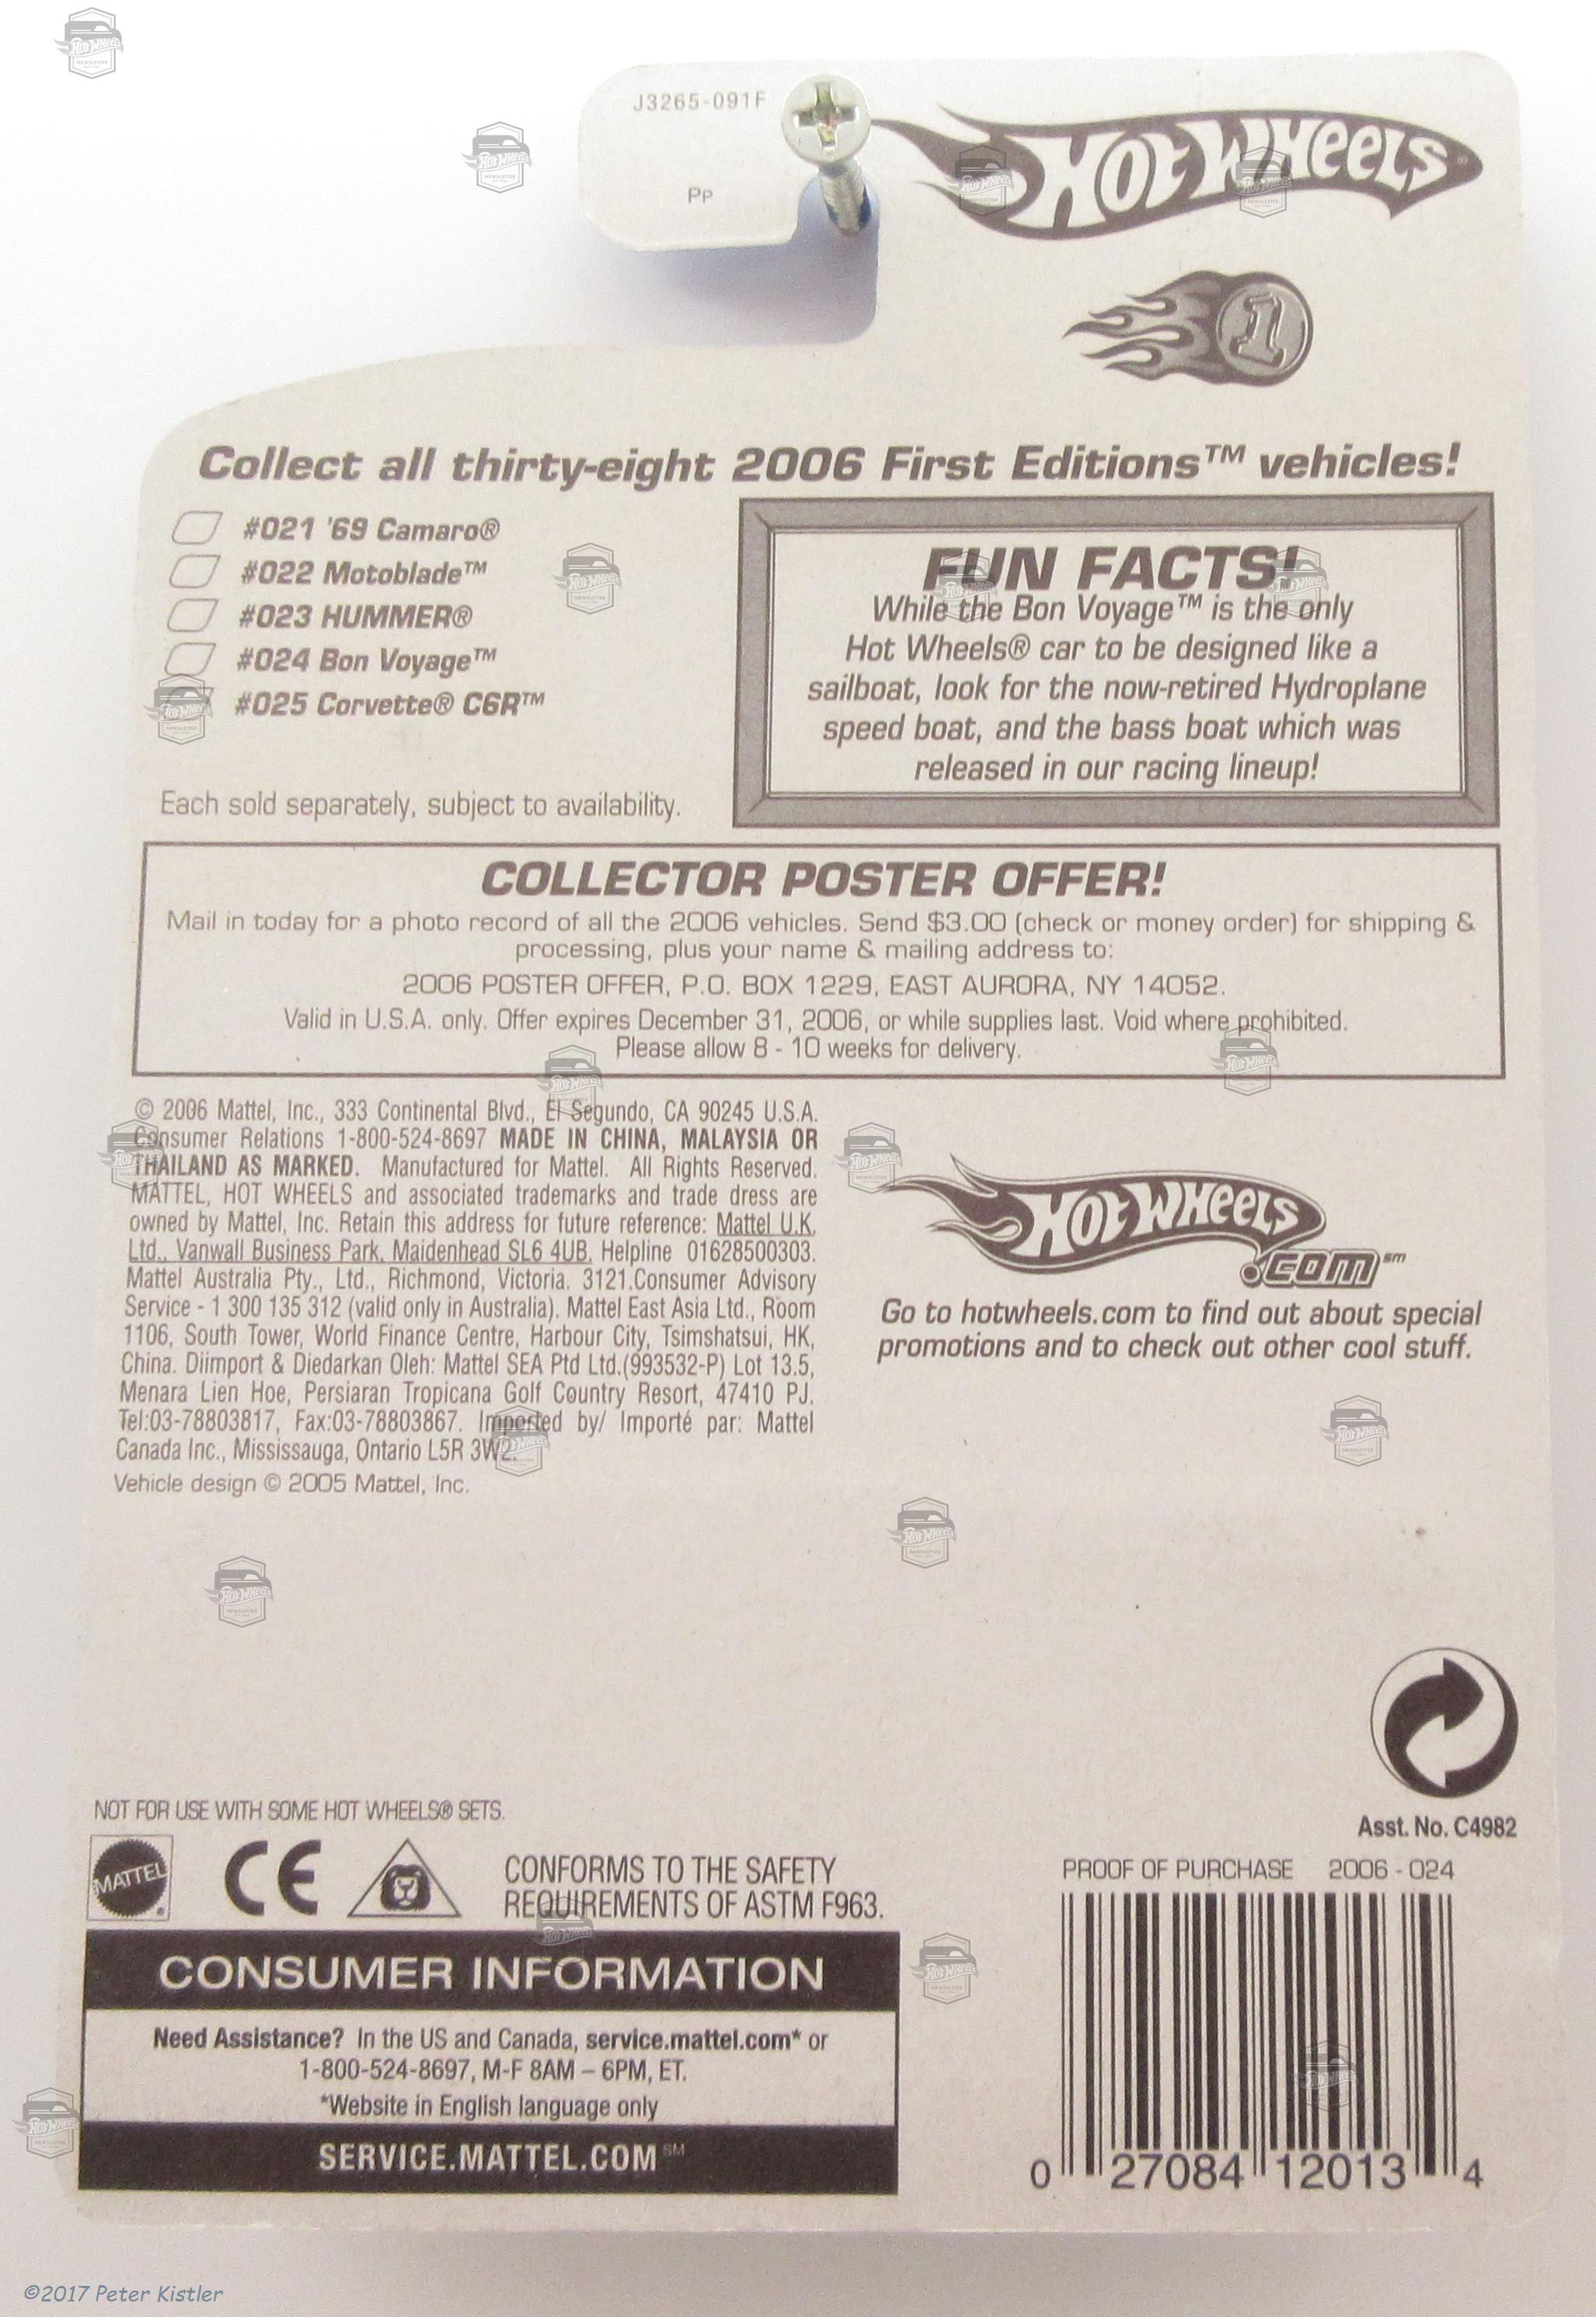 J3265-091F
Pp
HOT WHEELS®
1
Collect all thirty-eight 2006 First Editions™ vehicles!
#021 '69 Camaro®
#022 Motoblade™
#023 HUMMER®
#024 Bon Voyage™
#025 Corvette® C6R™
Each sold separately, subject to availability.
FUN FACTS!
While the Bon Voyage™ is the only
Hot Wheels® car to be designed like a
sailboat, look for the now-retired Hydroplane
speed boat, and the bass boat which was
released in our racing lineup!
COLLECTOR POSTER OFFER!
Mail in today for a photo record of all the 2006 vehicles. Send $3.00 (check or money order) for shipping &
processing, plus your name & mailing address to:
2006 POSTER OFFER, P.O. BOX 1229, EAST AURORA, NY 14052.
Valid in U.S.A. only. Offer expires December 31, 2006, or while supplies last. Void where prohibited.
Please allow 8 - 10 weeks for delivery.
© 2006 Mattel, Inc., 333 Continental Blvd., El Segundo, CA 90245 U.S.A.
Consumer Relations 1-800-524-8697 MADE IN CHINA, MALAYSIA OR
THAILAND AS MARKED. Manufactured for Mattel. All Rights Reserved.
MATTEL, HOT WHEELS and associated trademarks and trade dress are
owned by Mattel, Inc. Retain this address for future reference: Mattel U.K.
Ltd., Vanwall Business Park, Maidenhead SL6 4UB. Helpline 01628500303.
Mattel Australia Pty., Ltd., Richmond, Victoria. 3121.Consumer Advisory
Service - 1 300 135 312 (valid only in Australia). Mattel East Asia Ltd., Room
1106, South Tower, World Finance Centre, Harbour City, Tsimshatsui, HK,
China. Diimport & Diedarkan Oleh: Mattel SEA Ptd Ltd.(993532-P) Lot 13.5,
Menara Lien Hoe, Persiaran Tropicana Golf Country Resort, 47410 PJ.
Tel:03-78803817, Fax:03-78803867. Imported by/ Importé par: Mattel
Canada Inc., Mississauga, Ontario L5R 3W2.
Vehicle design © 2005 Mattel, Inc.
HOT WHEELS
.COM℠
Go to hotwheels.com to find out about special
promotions and to check out other cool stuff.
NOT FOR USE WITH SOME HOT WHEELS® SETS.
MATTEL®
CE
CONFORMS TO THE SAFETY
REQUIREMENTS OF ASTM F963.
Asst. No. C4982
PROOF OF PURCHASE 2006 - 024
CONSUMER INFORMATION
Need Assistance? In the US and Canada, service.mattel.com* or
1-800-524-8697, M-F 8AM – 6PM, ET.
*Website in English language only
SERVICE.MATTEL.COM℠
0 27084 12013 4
©2017 Peter Kistler